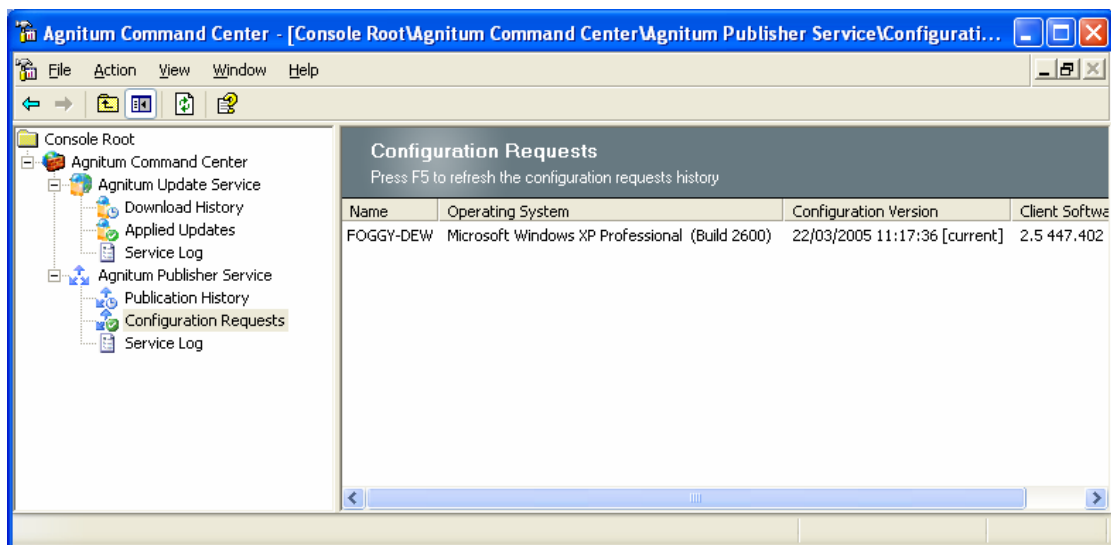 Agnitum Command Center - [Console Root\Agnitum Command Center\Agnitum Publisher Service\Configurati...
File Action View Window Help
Console Root
Agnitum Command Center
Agnitum Update Service
Download History
Applied Updates
Service Log
Agnitum Publisher Service
Publication History
Configuration Requests
Service Log
Configuration Requests
Press F5 to refresh the configuration requests history
Name Operating System Configuration Version Client Softwa
FOGGY-DEW Microsoft Windows XP Professional (Build 2600) 22/03/2005 11:17:36 [current] 2.5 447.402